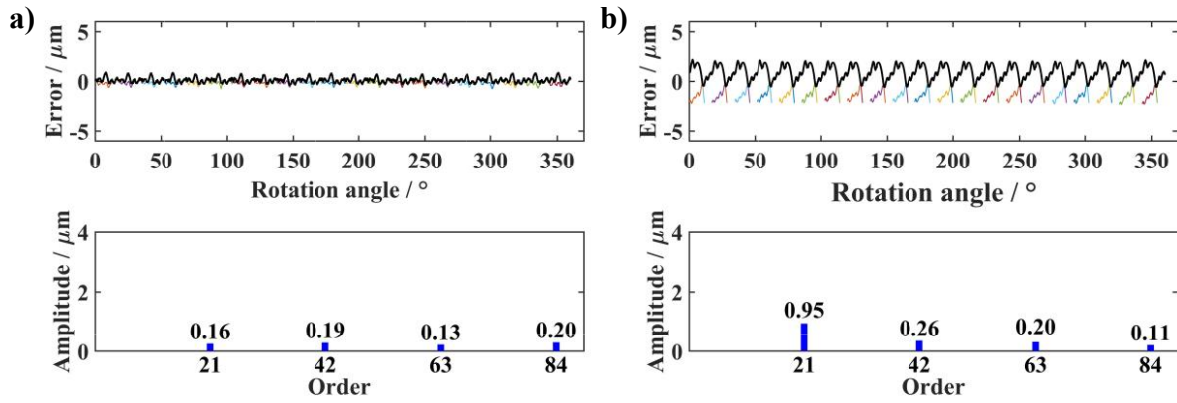 a)
Error / μm
5
0
-5
0 50 100 150 200 250 300 350
Rotation angle / °
Amplitude / μm
4
2
0
0.16 0.19 0.13 0.20
21 42 63 84
Order
b)
Error / μm
5
0
-5
0 50 100 150 200 250 300 350
Rotation angle / °
Amplitude / μm
4
2
0
0.95 0.26 0.20 0.11
21 42 63 84
Order